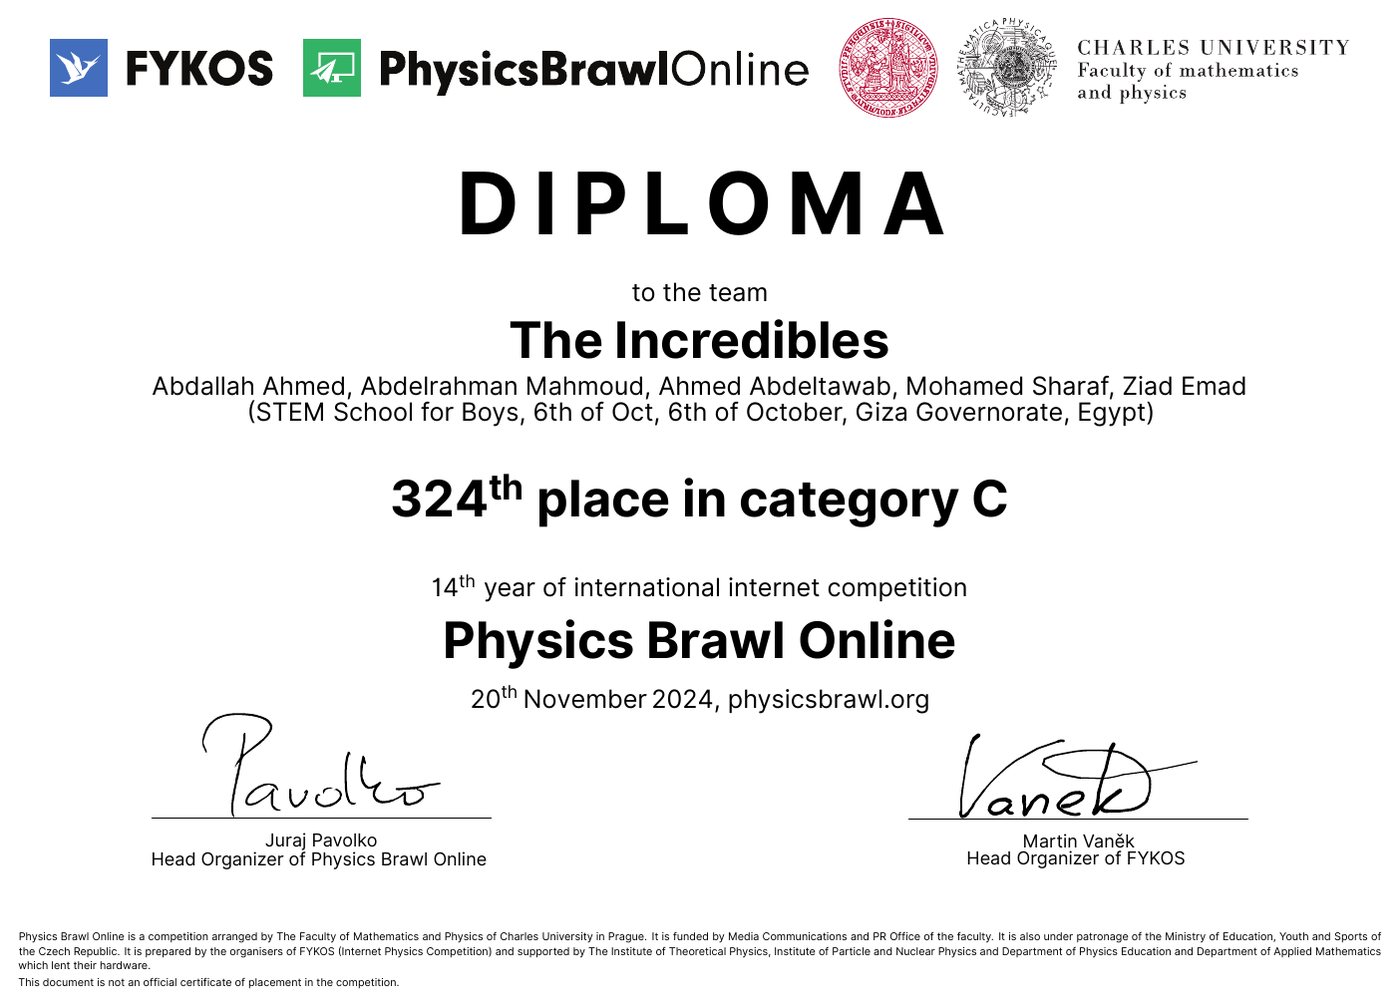 FYKOS
PhysicsBrawlOnline
CHARLES UNIVERSITY
Faculty of mathematics
and physics
DIPLOMA
to the team
The Incredibles
Abdallah Ahmed, Abdelrahman Mahmoud, Ahmed Abdeltawab, Mohamed Sharaf, Ziad Emad
(STEM School for Boys, 6th of Oct, 6th of October, Giza Governorate, Egypt)
324th place in category C
14th year of international internet competition
Physics Brawl Online
20th November 2024, physicsbrawl.org
Pavolko
Vanek
Juraj Pavolko
Head Organizer of Physics Brawl Online
Martin Vaněk
Head Organizer of FYKOS
Physics Brawl Online is a competition arranged by The Faculty of Mathematics and Physics of Charles University in Prague. It is funded by Media Communications and PR Office of the faculty. It is also under patronage of the Ministry of Education, Youth and Sports of
the Czech Republic. It is prepared by the organisers of FYKOS (Internet Physics Competition) and supported by The Institute of Theoretical Physics, Institute of Particle and Nuclear Physics and Department of Physics Education and Department of Applied Mathematics
which lent their hardware.
This document is not an official certificate of placement in the competition.